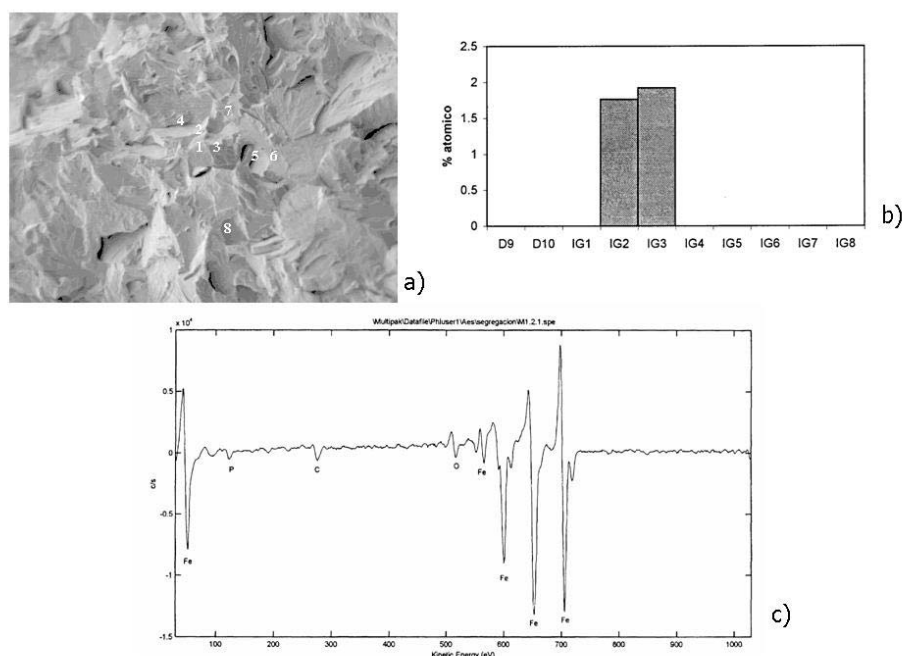 4
7
2
1 3
5 6
8
a)
% atomico
2.5
2
1.5
1
0.5
0
D9 D10 IG1 IG2 IG3 IG4 IG5 IG6 IG7 IG8
b)
x 10⁴
\Multipak\Datafile\Phiuser1\Aes\segregacion\M1.2.1.spe
1
0.5
0
-0.5
-1
-1.5
c/s
Fe
P
C
O
Fe
Fe
Fe
Fe
100 200 300 400 500 600 700 800 900 1000
Kinetic Energy (eV)
c)